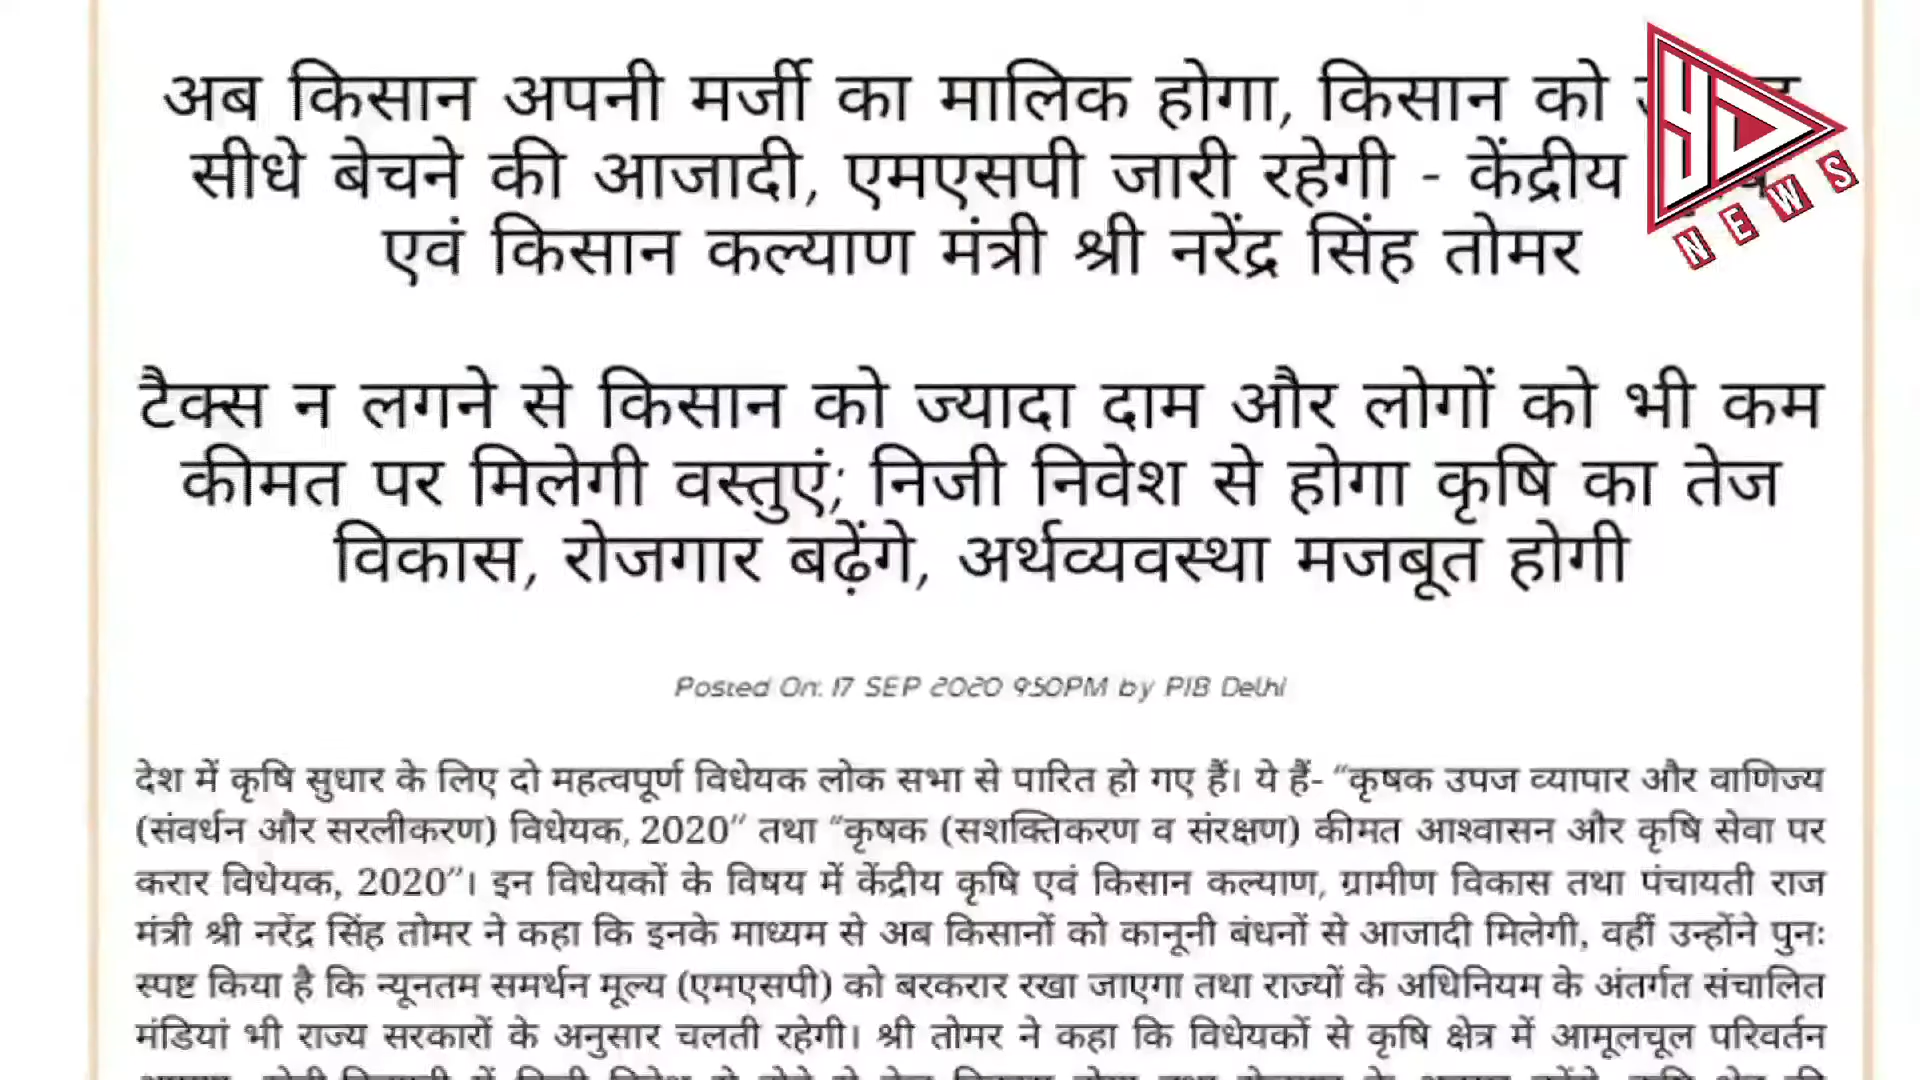 अब किसान अपनी मर्जी का मालिक होगा, किसान को
सीधे बेचने की आजादी, एमएसपी जारी रहेगी - केंद्रीय
एवं किसान कल्याण मंत्री श्री नरेंद्र सिंह तोमर
टैक्स न लगने से किसान को ज्यादा दाम और लोगों को भी कम
कीमत पर मिलेगी वस्तुएं; निजी निवेश से होगा कृषि का तेज
विकास, रोजगार बढ़ेंगे, अर्थव्यवस्था मजबूत होगी
Posted On: 17 SEP 2020 9:50PM by PIB Delhi
देश में कृषि सुधार के लिए दो महत्वपूर्ण विधेयक लोक सभा से पारित हो गए हैं। ये हैं- “कृषक उपज व्यापार और वाणिज्य
(संवर्धन और सरलीकरण) विधेयक, 2020” तथा “कृषक (सशक्तिकरण व संरक्षण) कीमत आश्वासन और कृषि सेवा पर
करार विधेयक, 2020”। इन विधेयकों के विषय में केंद्रीय कृषि एवं किसान कल्याण, ग्रामीण विकास तथा पंचायती राज
मंत्री श्री नरेंद्र सिंह तोमर ने कहा कि इनके माध्यम से अब किसानों को कानूनी बंधनों से आजादी मिलेगी, वहीं उन्होंने पुनः
स्पष्ट किया है कि न्यूनतम समर्थन मूल्य (एमएसपी) को बरकरार रखा जाएगा तथा राज्यों के अधिनियम के अंतर्गत संचालित
मंडियां भी राज्य सरकारों के अनुसार चलती रहेगी। श्री तोमर ने कहा कि विधेयकों से कृषि क्षेत्र में आमूलचूल परिवर्तन
YD
NEWS